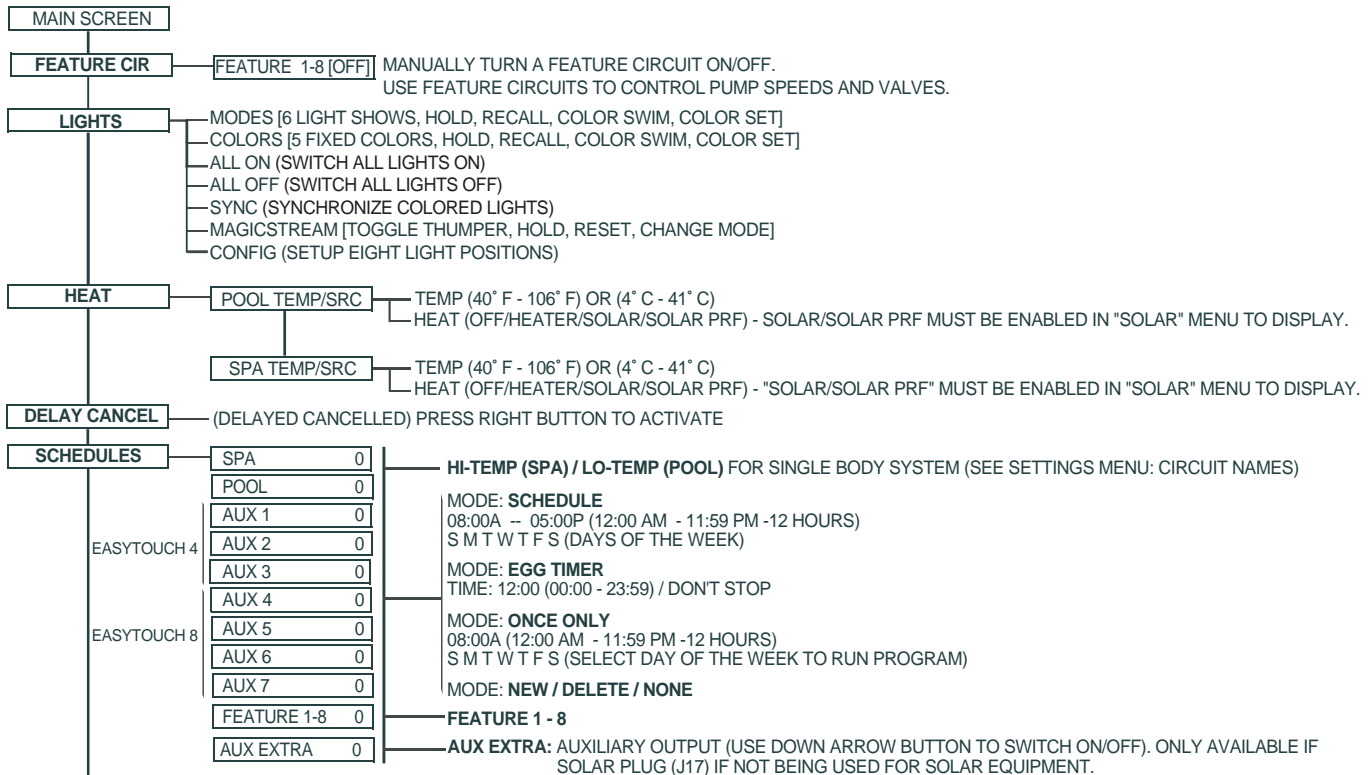 MAIN SCREEN
FEATURE CIR
FEATURE 1-8 [OFF]
MANUALLY TURN A FEATURE CIRCUIT ON/OFF.
USE FEATURE CIRCUITS TO CONTROL PUMP SPEEDS AND VALVES.
LIGHTS
MODES [6 LIGHT SHOWS, HOLD, RECALL, COLOR SWIM, COLOR SET]
COLORS [5 FIXED COLORS, HOLD, RECALL, COLOR SWIM, COLOR SET]
ALL ON (SWITCH ALL LIGHTS ON)
ALL OFF (SWITCH ALL LIGHTS OFF)
SYNC (SYNCHRONIZE COLORED LIGHTS)
MAGICSTREAM [TOGGLE THUMPER, HOLD, RESET, CHANGE MODE]
CONFIG (SETUP EIGHT LIGHT POSITIONS)
HEAT
POOL TEMP/SRC
TEMP (40˚ F - 106˚ F) OR (4˚ C - 41˚ C)
HEAT (OFF/HEATER/SOLAR/SOLAR PRF) - SOLAR/SOLAR PRF MUST BE ENABLED IN "SOLAR" MENU TO DISPLAY.
SPA TEMP/SRC
TEMP (40˚ F - 106˚ F) OR (4˚ C - 41˚ C)
HEAT (OFF/HEATER/SOLAR/SOLAR PRF) - "SOLAR/SOLAR PRF" MUST BE ENABLED IN "SOLAR" MENU TO DISPLAY.
DELAY CANCEL
(DELAYED CANCELLED) PRESS RIGHT BUTTON TO ACTIVATE
SCHEDULES
SPA 0
POOL 0
AUX 1 0
AUX 2 0
AUX 3 0
AUX 4 0
AUX 5 0
AUX 6 0
AUX 7 0
FEATURE 1-8 0
AUX EXTRA 0
EASYTOUCH 4
EASYTOUCH 8
HI-TEMP (SPA) / LO-TEMP (POOL) FOR SINGLE BODY SYSTEM (SEE SETTINGS MENU: CIRCUIT NAMES)
MODE: SCHEDULE
08:00A -- 05:00P (12:00 AM - 11:59 PM -12 HOURS)
S M T W T F S (DAYS OF THE WEEK)
MODE: EGG TIMER
TIME: 12:00 (00:00 - 23:59) / DON'T STOP
MODE: ONCE ONLY
08:00A (12:00 AM - 11:59 PM -12 HOURS)
S M T W T F S (SELECT DAY OF THE WEEK TO RUN PROGRAM)
MODE: NEW / DELETE / NONE
FEATURE 1 - 8
AUX EXTRA: AUXILIARY OUTPUT (USE DOWN ARROW BUTTON TO SWITCH ON/OFF). ONLY AVAILABLE IF
SOLAR PLUG (J17) IF NOT BEING USED FOR SOLAR EQUIPMENT.